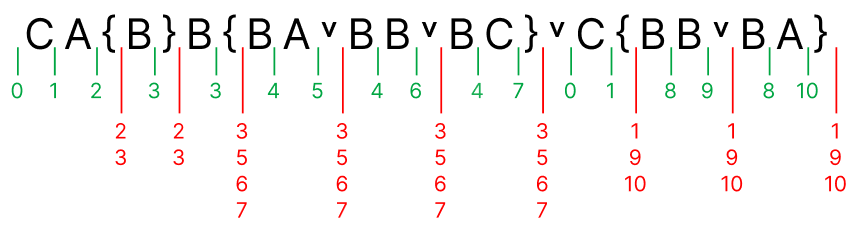 CA{B}B{BA˅BB˅BC}˅C{BB˅BA}
0 1 2 3 3 4 5 4 6 4 7 0 1 8 9 8 10
2 2 3 3 3 3 1 1 1
3 3 5 5 5 5 9 9 9
6 6 6 6 10 10 10
7 7 7 7